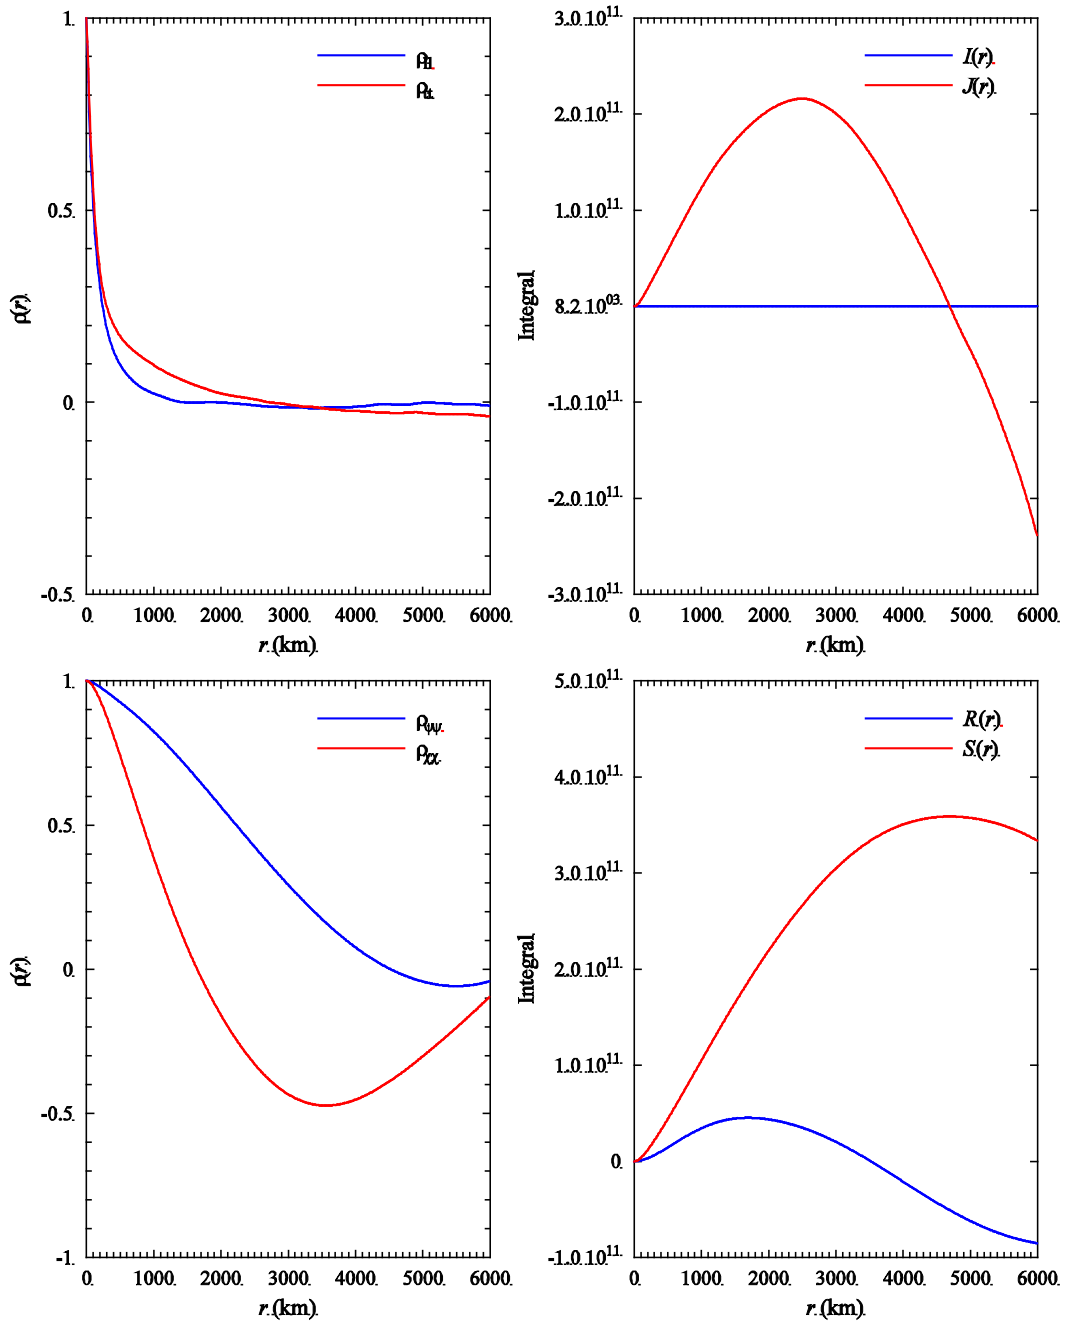 1.
0.5.
0.
-0.5.
ρ(r).
ρll.
ρtt.
0. 1000. 2000. 3000. 4000. 5000. 6000.
r. (km).
3.0.10^11.
2.0.10^11.
1.0.10^11.
8.2.10^03.
-1.0.10^11.
-2.0.10^11.
-3.0.10^11.
Integral.
I(r).
J(r).
0. 1000. 2000. 3000. 4000. 5000. 6000.
r. (km).
1.
0.5.
0.
-0.5.
-1.
ρ(r).
ρψψ.
ρχχ.
0. 1000. 2000. 3000. 4000. 5000. 6000.
r. (km).
5.0.10^11.
4.0.10^11.
3.0.10^11.
2.0.10^11.
1.0.10^11.
0.
-1.0.10^11.
Integral.
R(r).
S(r).
0. 1000. 2000. 3000. 4000. 5000. 6000.
r. (km).